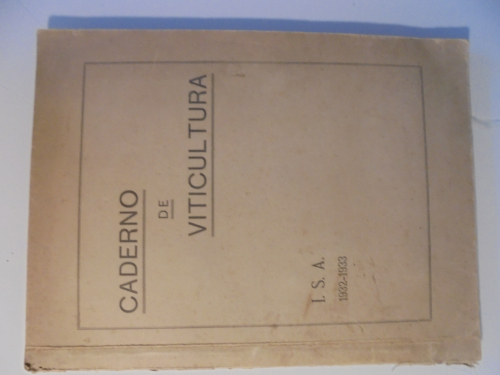 CADERNO
DE
VITICULTURA
I. S. A.
1932-1933